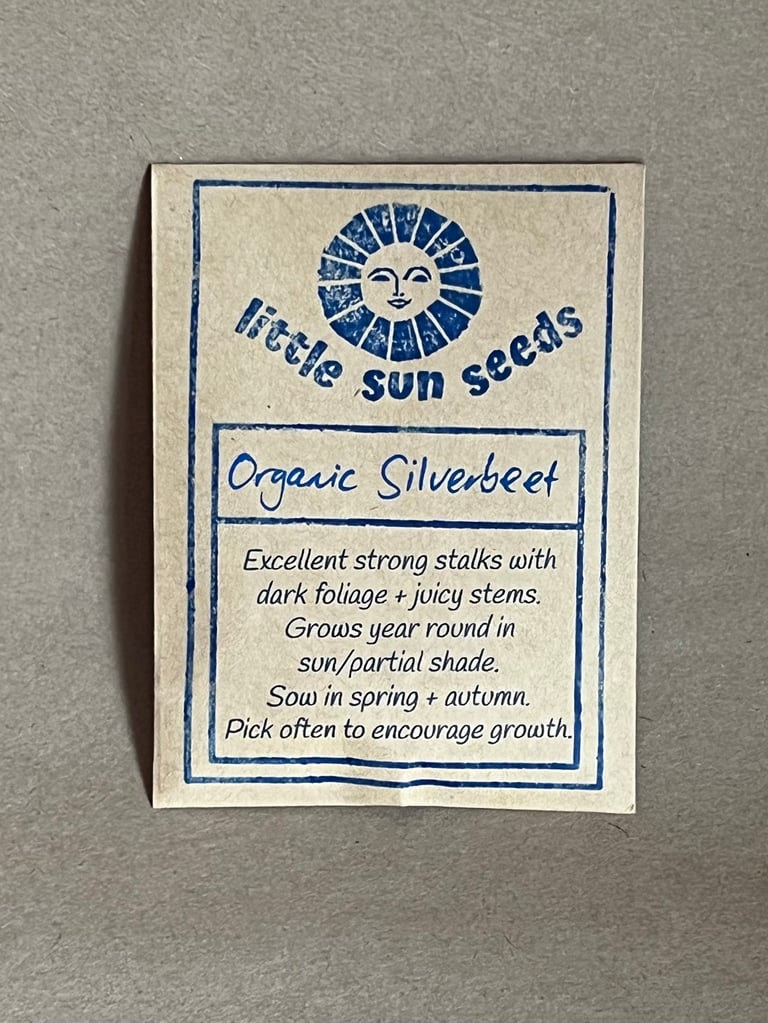 little sun seeds
Organic Silverbeet
Excellent strong stalks with
dark foliage + juicy stems.
Grows year round in
sun/partial shade.
Sow in spring + autumn.
Pick often to encourage growth.